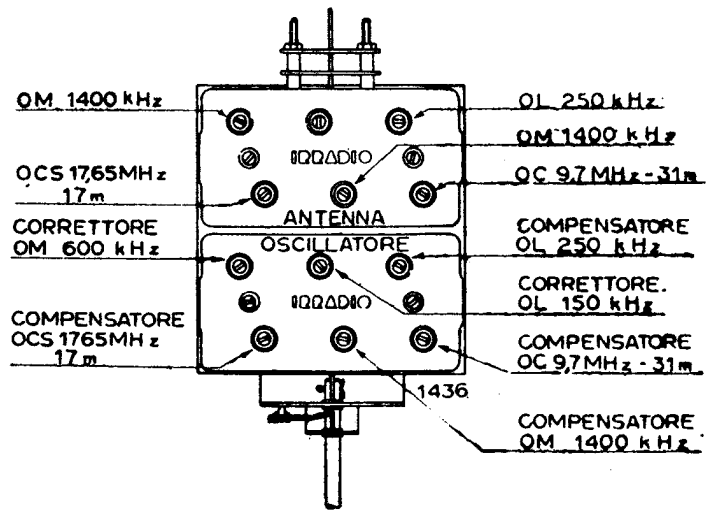 OM 1400 kHz
OL 250 kHz
OM 1400 kHz
IRRADIO
OCS 17,65MHz
17m
OC 9,7 MHz - 31m
ANTENNA
CORRETTORE
OM 600 kHz
OSCILLATORE
COMPENSATORE
OL 250 kHz
CORRETTORE.
OL 150 kHz
IRRADIO
COMPENSATORE
OCS 1765MHz
17m
COMPENSATORE
OC 9,7MHz - 31m
1436
COMPENSATORE
OM 1400 kHz